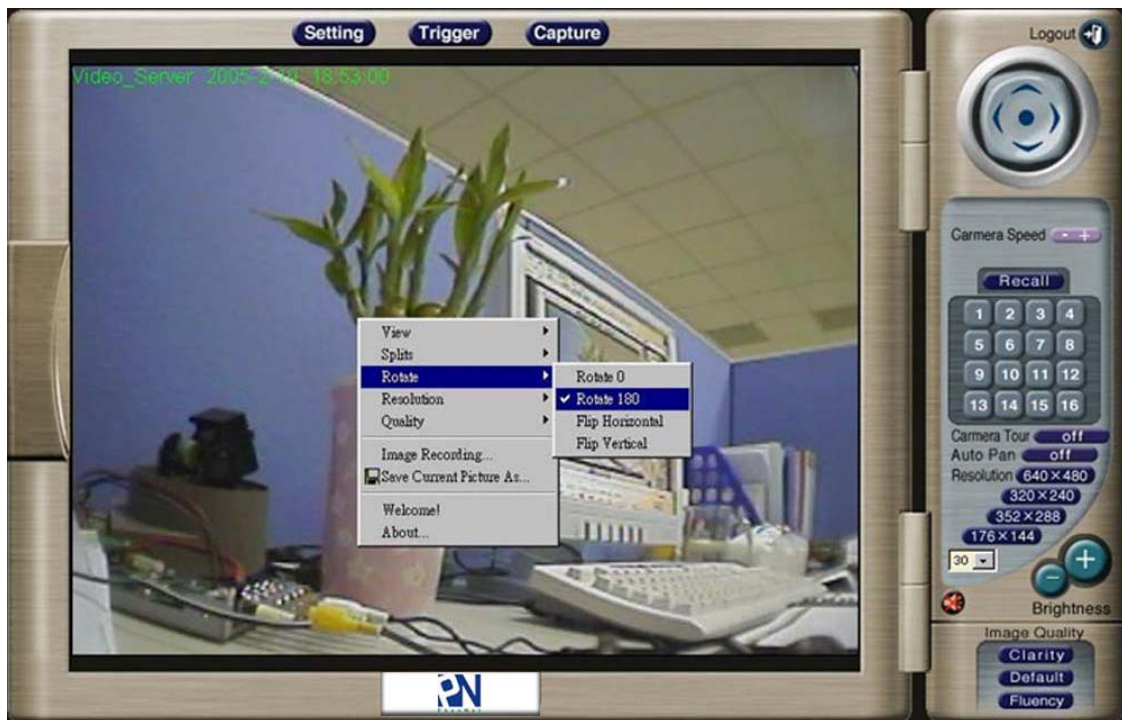 Setting Trigger Capture
Logout
Video_Server 2005-2-18 18:53:00
Carmera Speed - +
Recall
1 2 3 4
5 6 7 8
9 10 11 12
13 14 15 16
Carmera Tour off
Auto Pan off
Resolution 640×480
320×240
352×288
176×144
30
+
-
Brightness
Image Quality
Clarity
Default
Fluency
View
Splits
Rotate
Resolution
Quality
Image Recording...
Save Current Picture As...
Welcome!
About...
Rotate 0
Rotate 180
Flip Horizontal
Flip Vertical
PN